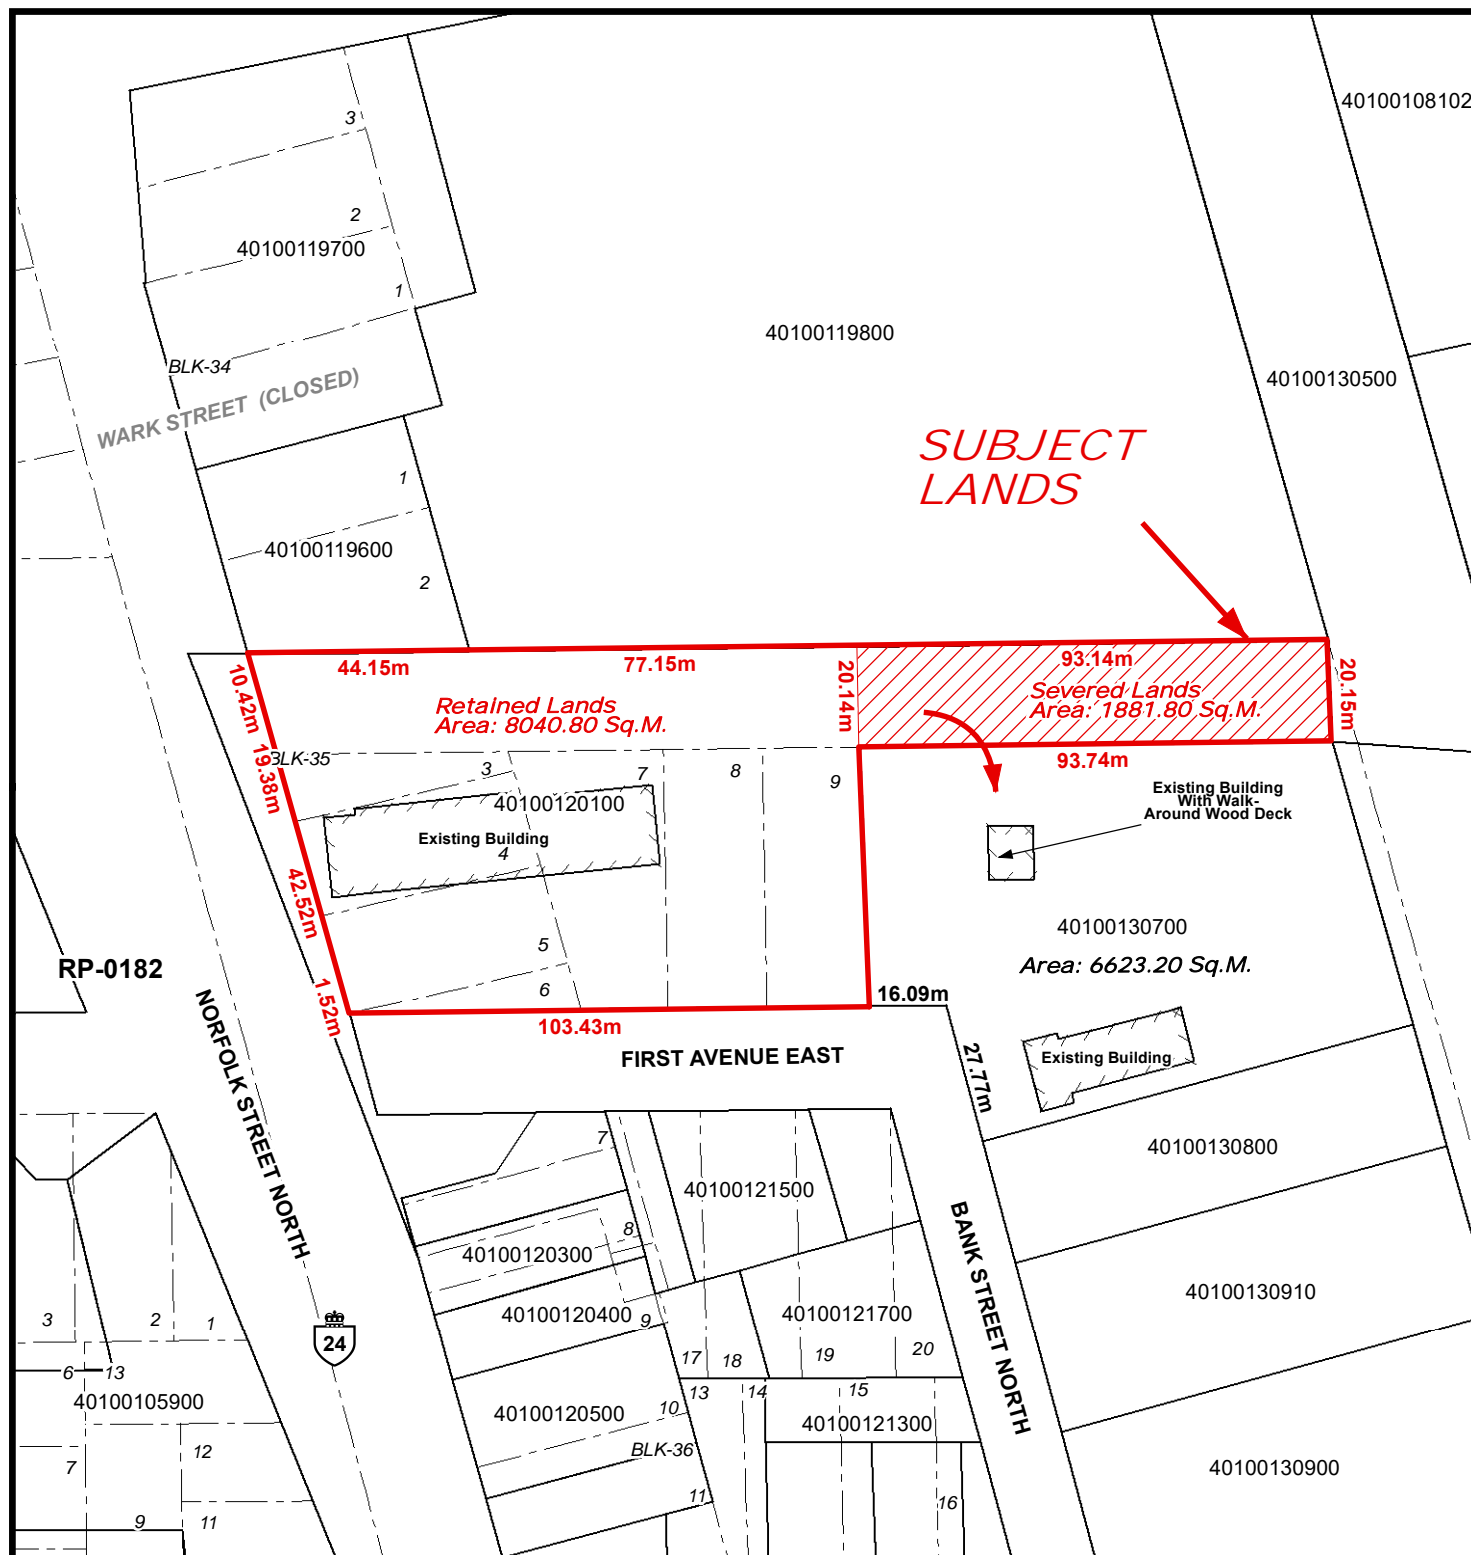 3
40100108102
2
40100119700
1
40100119800
BLK-34
40100130500
WARK STREET (CLOSED)
SUBJECT
LANDS
1
40100119600
2
44.15m
77.15m
93.14m
10.42m
20.14m
20.15m
Retained Lands
Area: 8040.80 Sq.M.
Severed Lands
Area: 1881.80 Sq.M.
19.38m
BLK-35
93.74m
3
7
8
9
40100120100
Existing Building
With Walk-
Around Wood Deck
Existing Building
4
42.52m
40100130700
Area: 6623.20 Sq.M.
5
6
RP-0182
1.52m
16.09m
103.43m
FIRST AVENUE EAST
27.77m
Existing Building
NORFOLK STREET NORTH
7
40100130800
40100121500
8
40100120300
BANK STREET NORTH
40100130910
40100120400
9
40100121700
3
2
1
24
17
18
19
20
6
13
40100105900
13
14
15
40100120500
10
40100121300
12
BLK-36
7
40100130900
11
16
9
11